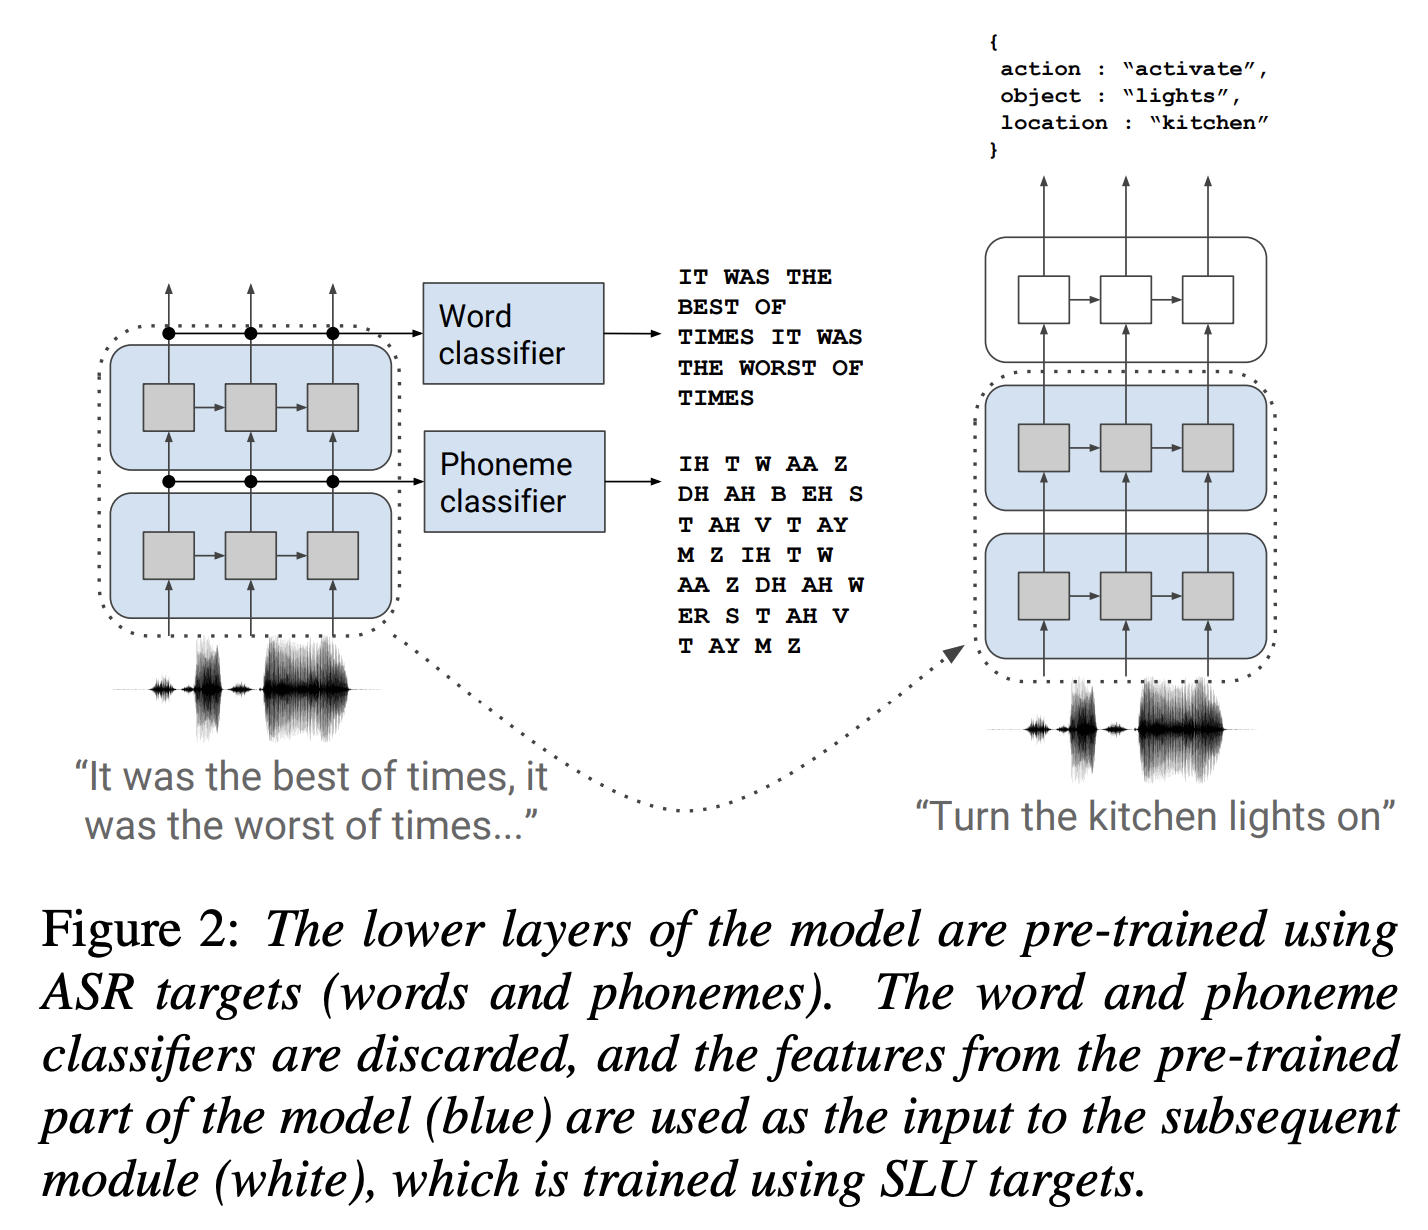 {
action : “activate”,
object : “lights”,
location : “kitchen”
}
Word
classifier
IT WAS THE
BEST OF
TIMES IT WAS
THE WORST OF
TIMES
Phoneme
classifier
IH T W AA Z
DH AH B EH S
T AH V T AY
M Z IH T W
AA Z DH AH W
ER S T AH V
T AY M Z
“It was the best of times, it
was the worst of times...”
“Turn the kitchen lights on”
Figure 2: The lower layers of the model are pre-trained using
ASR targets (words and phonemes). The word and phoneme
classifiers are discarded, and the features from the pre-trained
part of the model (blue) are used as the input to the subsequent
module (white), which is trained using SLU targets.